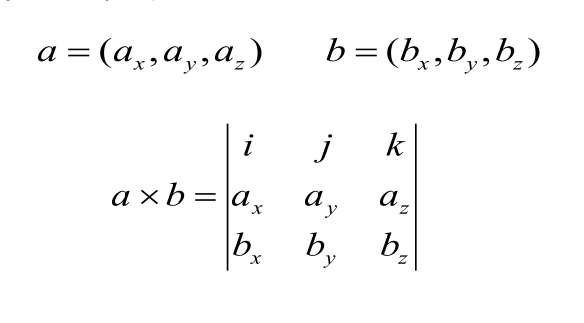 a = (a_x, a_y, a_z) b = (b_x, b_y, b_z)
i j k
a × b = |a_x a_y a_z|
b_x b_y b_z